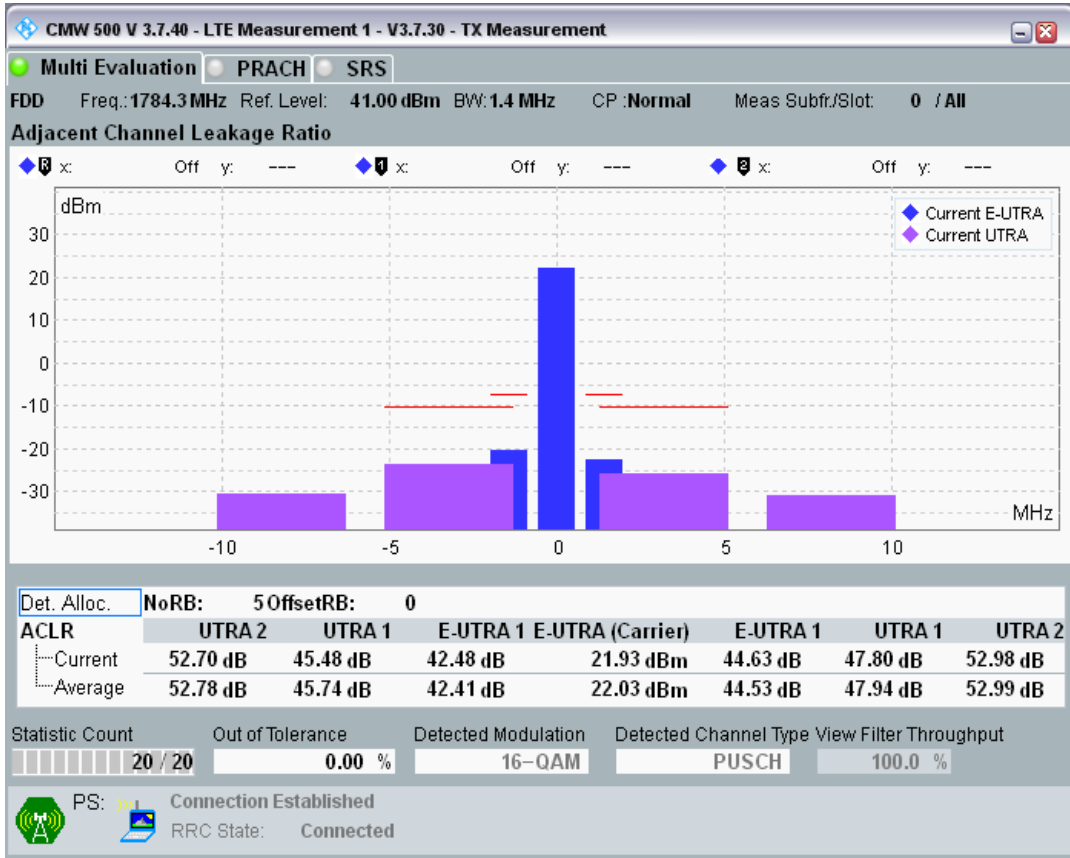 CMW 500 V 3.7.40 - LTE Measurement 1 - V3.7.30 - TX Measurement
Multi Evaluation PRACH SRS
FDD Freq.:1784.3 MHz Ref. Level: 41.00 dBm BW:1.4 MHz CP :Normal Meas Subfr./Slot: 0 / All
Adjacent Channel Leakage Ratio
R x: Off y: --- 1 x: Off y: --- 2 x: Off y: ---
dBm
Current E-UTRA
Current UTRA
30
20
10
0
-10
-20
-30
MHz
-10 -5 0 5 10
Det. Alloc. NoRB: 5 OffsetRB: 0
ACLR UTRA 2 UTRA 1 E-UTRA 1 E-UTRA (Carrier) E-UTRA 1 UTRA 1 UTRA 2
Current 52.70 dB 45.48 dB 42.48 dB 21.93 dBm 44.63 dB 47.80 dB 52.98 dB
Average 52.78 dB 45.74 dB 42.41 dB 22.03 dBm 44.53 dB 47.94 dB 52.99 dB
Statistic Count Out of Tolerance Detected Modulation Detected Channel Type View Filter Throughput
20 / 20 0.00 % 16-QAM PUSCH 100.0 %
PS: Connection Established
RRC State: Connected